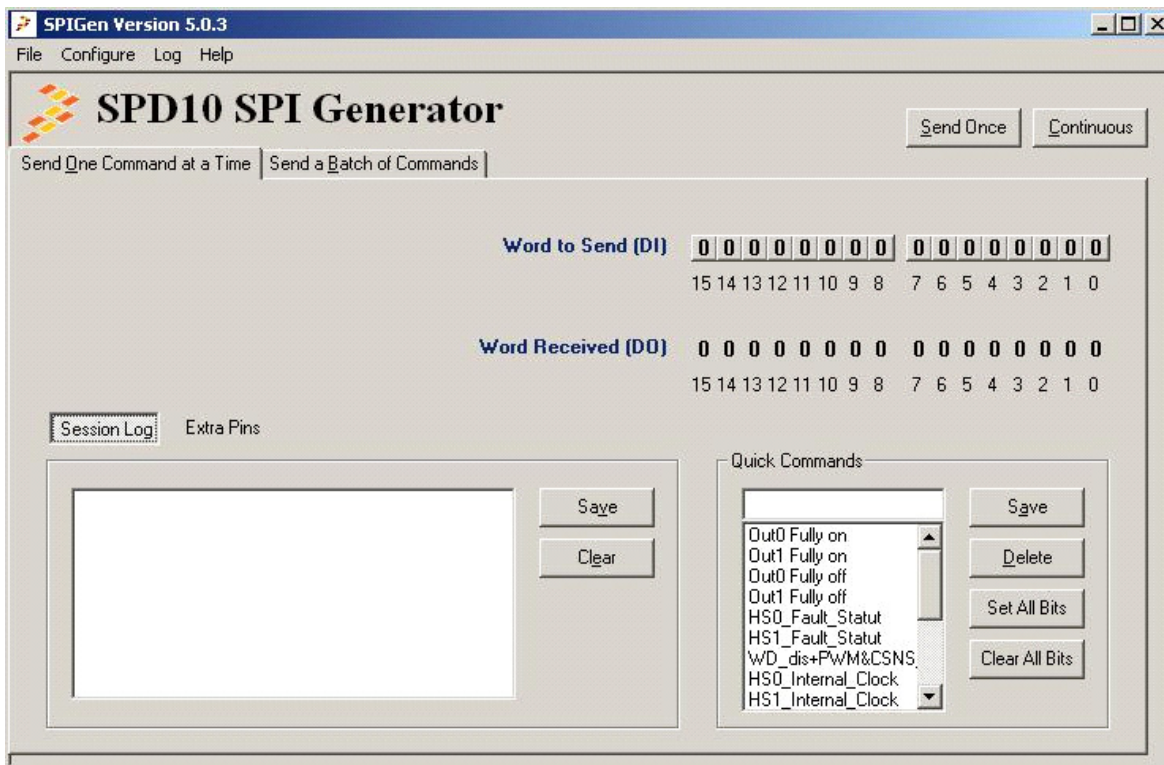 SPIGen Version 5.0.3
File Configure Log Help
SPD10 SPI Generator
Send Once Continuous
Send One Command at a Time Send a Batch of Commands
Word to Send (DI) 0 0 0 0 0 0 0 0 0 0 0 0 0 0 0 0
15 14 13 12 11 10 9 8 7 6 5 4 3 2 1 0
Word Received (DO) 0 0 0 0 0 0 0 0 0 0 0 0 0 0 0 0
15 14 13 12 11 10 9 8 7 6 5 4 3 2 1 0
Session Log Extra Pins
Save
Clear
Quick Commands
Out0 Fully on
Out1 Fully on
Out0 Fully off
Out1 Fully off
HS0_Fault_Statut
HS1_Fault_Statut
WD_dis+PWM&CSNS_
HS0_Internal_Clock
HS1_Internal_Clock
Save
Delete
Set All Bits
Clear All Bits